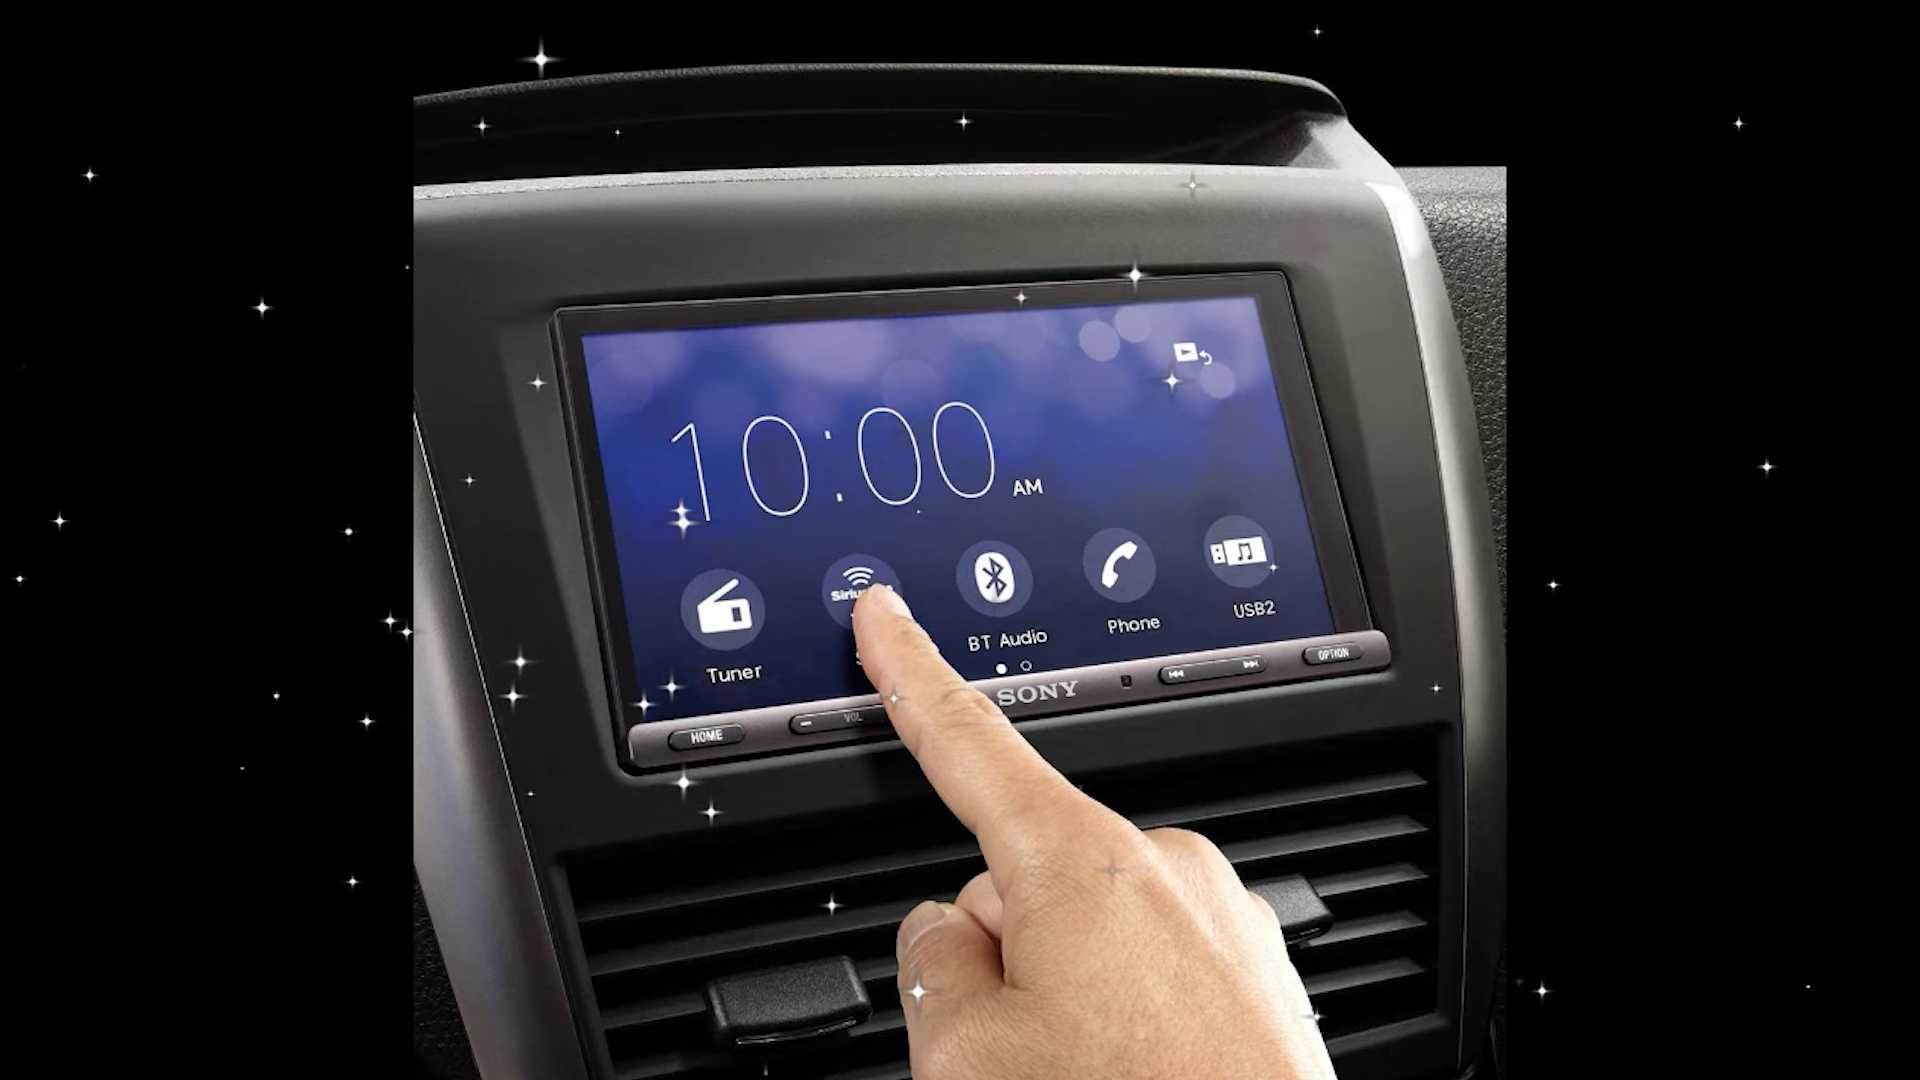 10:00 AM
Tuner
BT Audio
Phone
USB2
HOME
VOL
SONY
OPTION